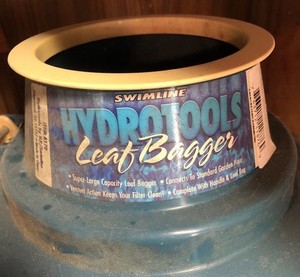 SWIMLINE
HYDROTOOLS
Leaf Bagger
• Super-Large Capacity Leaf Bagger
• Connects To Standard Garden Hose
• Venturi Action Keeps Your Filter Clean!
• Complete With Handle & Leaf Bag